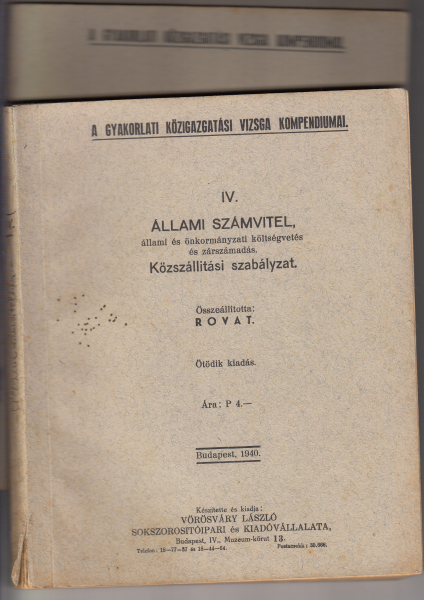 A GYAKORLATI KÖZIGAZGATÁSI VIZSGA KOMPENDIUMAI.
A GYAKORLATI KÖZIGAZGATÁSI VIZSGA KOMPENDIUMAI.
IV.
ÁLLAMI SZÁMVITEL,
állami és önkormányzati költségvetés
és zárszámadás.
Közszállítási szabályzat.
Összeállította:
ROVAT.
Ötödik kiadás.
Ára: P 4.—
Budapest, 1940.
Készítette és kiadja:
VÖRÖSVÁRY LÁSZLÓ
SOKSZOROSITÓIPARI és KIADÓVÁLLALATA,
Budapest, IV., Muzeum-körut 13.